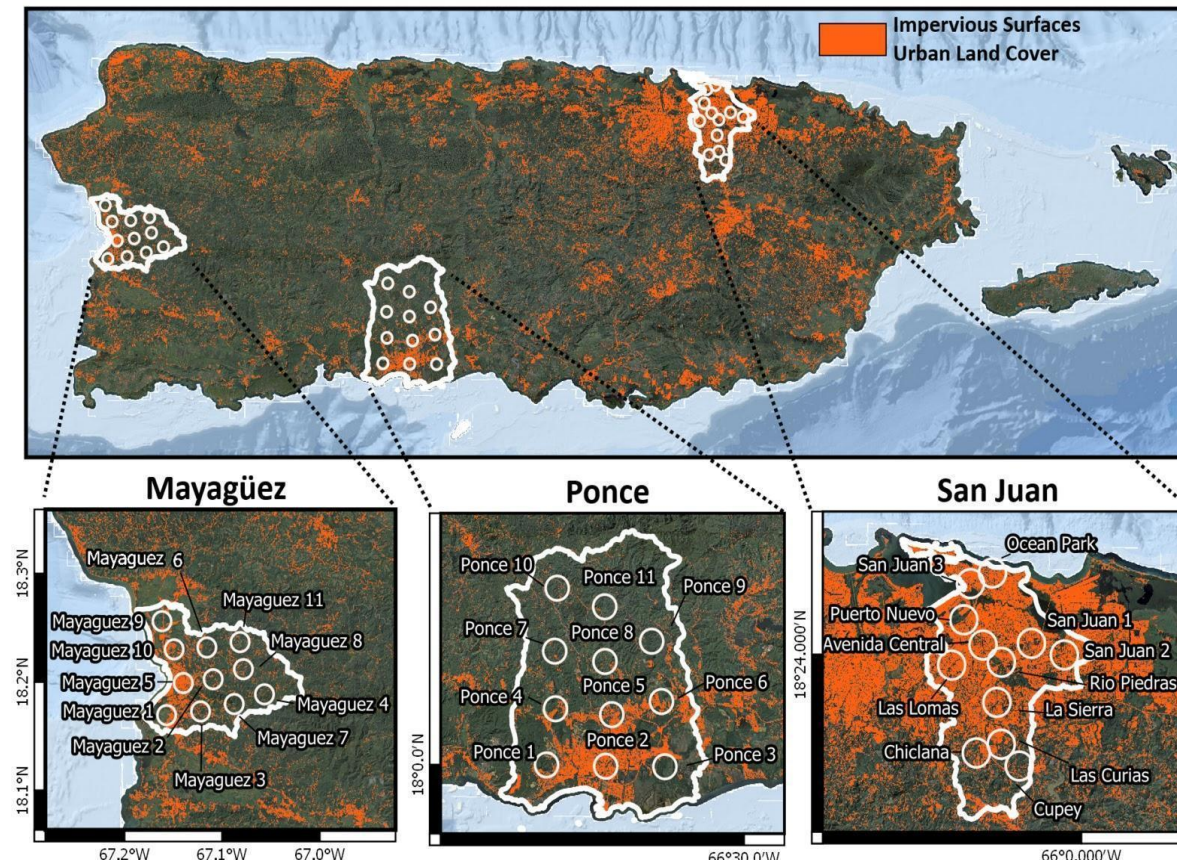 Impervious Surfaces
Urban Land Cover
Mayagüez
Ponce
San Juan
18.3°N
18.2°N
18.1°N
67.2°W
67.1°W
67.0°W
Mayaguez 6
Mayaguez 11
Mayaguez 9
Mayaguez 8
Mayaguez 10
Mayaguez 5
Mayaguez 1
Mayaguez 4
Mayaguez 2
Mayaguez 7
Mayaguez 3
18°0.0'N
66°30.0'W
Ponce 10
Ponce 11
Ponce 9
Ponce 7
Ponce 8
Ponce 4
Ponce 5
Ponce 6
Ponce 1
Ponce 2
Ponce 3
18°24.000'N
66°0.000'W
Ocean Park
San Juan 3
Puerto Nuevo
San Juan 1
Avenida Central
San Juan 2
Rio Piedras
Las Lomas
La Sierra
Chiclana
Las Curias
Cupey